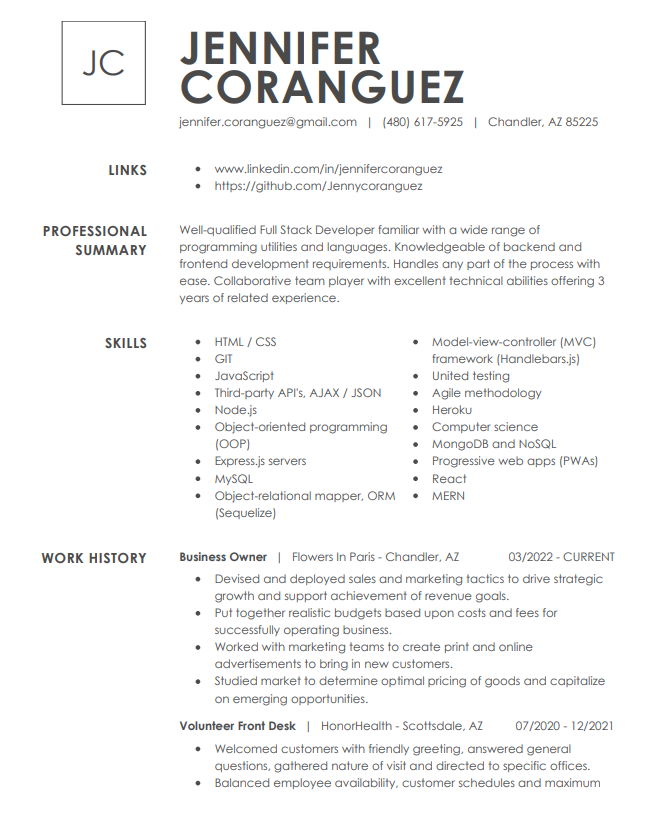 JC
JENNIFER
CORANGUEZ
jennifer.coranguez@gmail.com | (480) 617-5925 | Chandler, AZ 85225
LINKS
• www.linkedin.com/in/jennifercoranguez
• https://github.com/Jennycoranguez
PROFESSIONAL
SUMMARY
Well-qualified Full Stack Developer familiar with a wide range of
programming utilities and languages. Knowledgeable of backend and
frontend development requirements. Handles any part of the process with
ease. Collaborative team player with excellent technical abilities offering 3
years of related experience.
SKILLS
• HTML / CSS
• GIT
• JavaScript
• Third-party API's, AJAX / JSON
• Node.js
• Object-oriented programming
(OOP)
• Express.js servers
• MySQL
• Object-relational mapper, ORM
(Sequelize)
• Model-view-controller (MVC)
framework (Handlebars.js)
• United testing
• Agile methodology
• Heroku
• Computer science
• MongoDB and NoSQL
• Progressive web apps (PWAs)
• React
• MERN
WORK HISTORY
Business Owner | Flowers In Paris - Chandler, AZ 03/2022 - CURRENT
• Devised and deployed sales and marketing tactics to drive strategic
growth and support achievement of revenue goals.
• Put together realistic budgets based upon costs and fees for
successfully operating business.
• Worked with marketing teams to create print and online
advertisements to bring in new customers.
• Studied market to determine optimal pricing of goods and capitalize
on emerging opportunities.
Volunteer Front Desk | HonorHealth - Scottsdale, AZ 07/2020 - 12/2021
• Welcomed customers with friendly greeting, answered general
questions, gathered nature of visit and directed to specific offices.
• Balanced employee availability, customer schedules and maximum